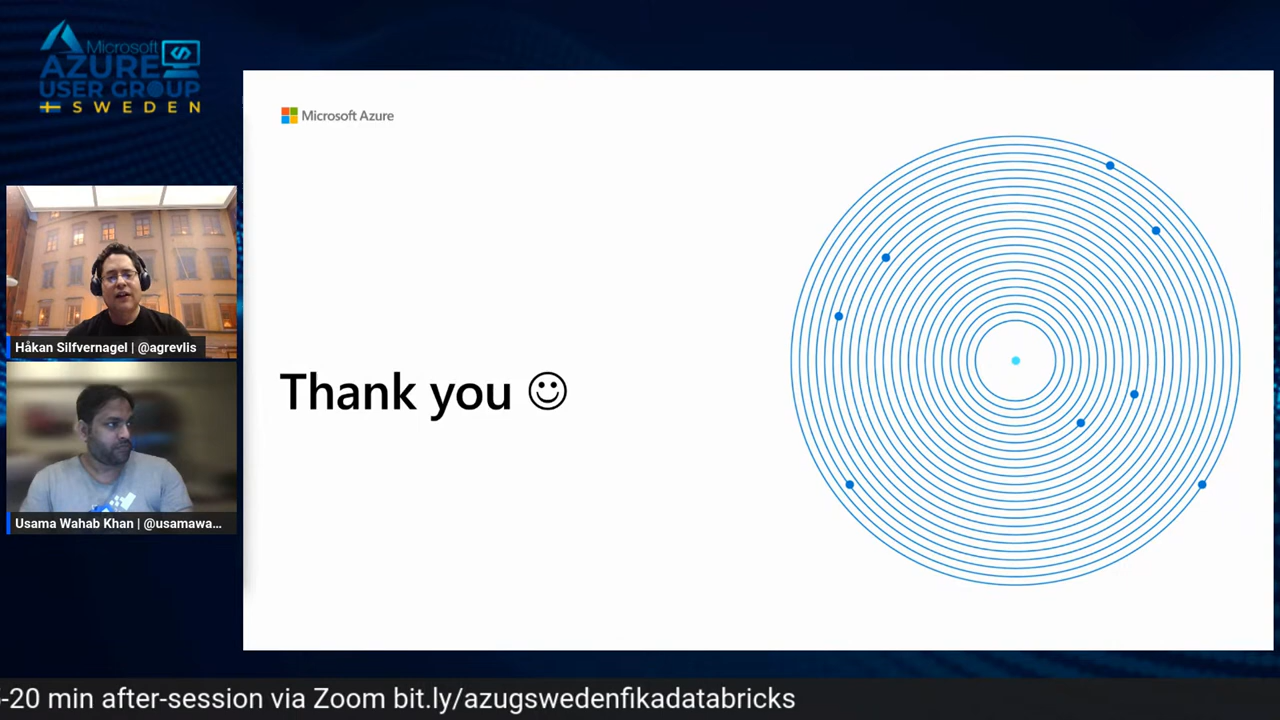 Microsoft
AZURE
USER GROUP
SWEDEN
Microsoft Azure
Håkan Silfvernagel | @agrevlis
Thank you ☺
Usama Wahab Khan | @usamawa...
-20 min after-session via Zoom bit.ly/azugswedenfikadatabricks